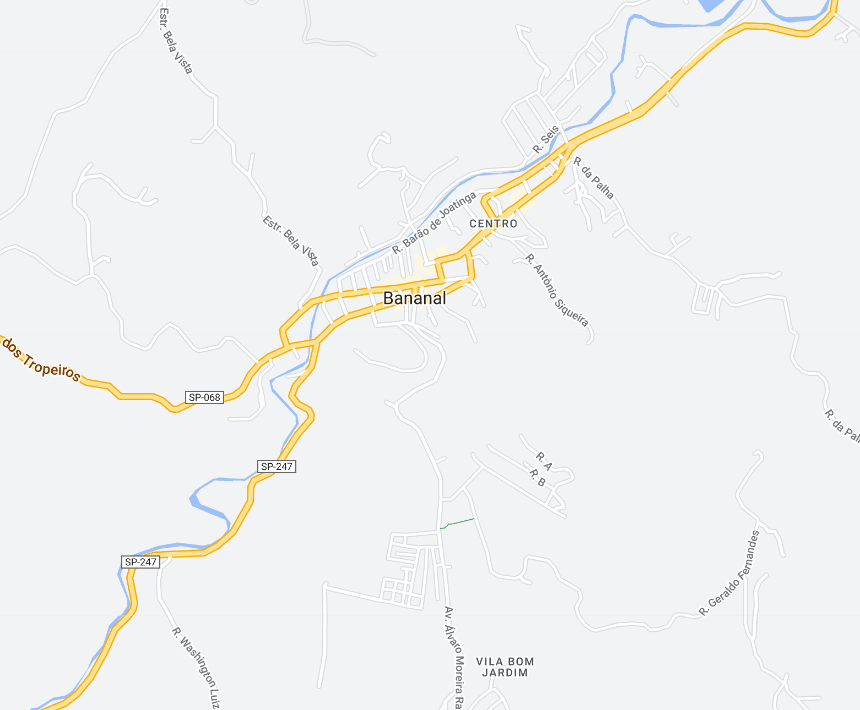 Estr. Bela Vista
R. Seis
R. da Palha
R. Barão de Joatinga
CENTRO
Estr. Bela Vista
R. Antônio Siqueira
Bananal
dos Tropeiros
SP-068
R. da Palh
R. A
R. B
SP-247
SP-247
R. Geraldo Fernandes
R. Washington Luiz
Av. Álvaro Moreira Ra
VILA BOM
JARDIM